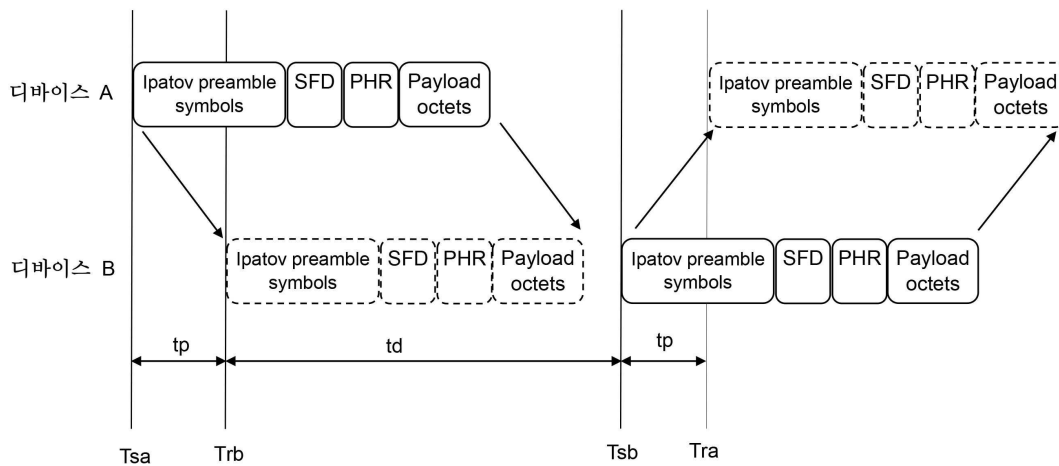 디바이스 A
Ipatov preamble
symbols
SFD
PHR
Payload
octets
Ipatov preamble
symbols
SFD
PHR
Payload
octets
디바이스 B
Ipatov preamble
symbols
SFD
PHR
Payload
octets
Ipatov preamble
symbols
SFD
PHR
Payload
octets
tp
td
tp
Tsa
Trb
Tsb
Tra